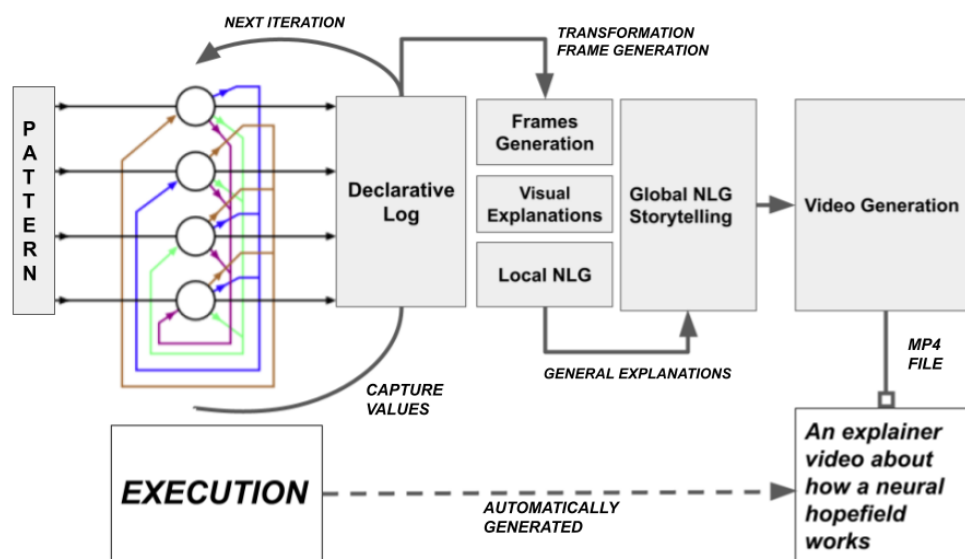 NEXT ITERATION
TRANSFORMATION
FRAME GENERATION
PATTERN
Declarative
Log
Frames
Generation
Visual
Explanations
Local NLG
Global NLG
Storytelling
Video Generation
GENERAL EXPLANATIONS
MP4
FILE
CAPTURE
VALUES
EXECUTION
AUTOMATICALLY
GENERATED
An explainer
video about
how a neural
hopefield
works